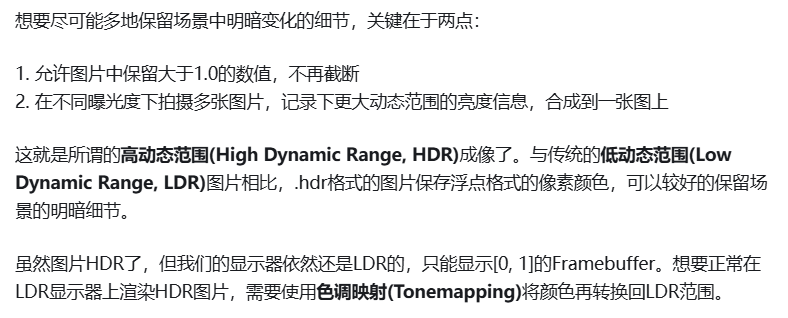 想要尽可能多地保留场景中明暗变化的细节，关键在于两点：
1. 允许图片中保留大于1.0的数值，不再截断
2. 在不同曝光度下拍摄多张图片，记录下更大动态范围的亮度信息，合成到一张图上
这就是所谓的高动态范围(High Dynamic Range, HDR)成像了。与传统的低动态范围(Low
Dynamic Range, LDR)图片相比，.hdr格式的图片保存浮点格式的像素颜色，可以较好的保留场
景的明暗细节。
虽然图片HDR了，但我们的显示器依然还是LDR的，只能显示[0, 1]的Framebuffer。想要正常在
LDR显示器上渲染HDR图片，需要使用色调映射(Tonemapping)将颜色再转换回LDR范围。